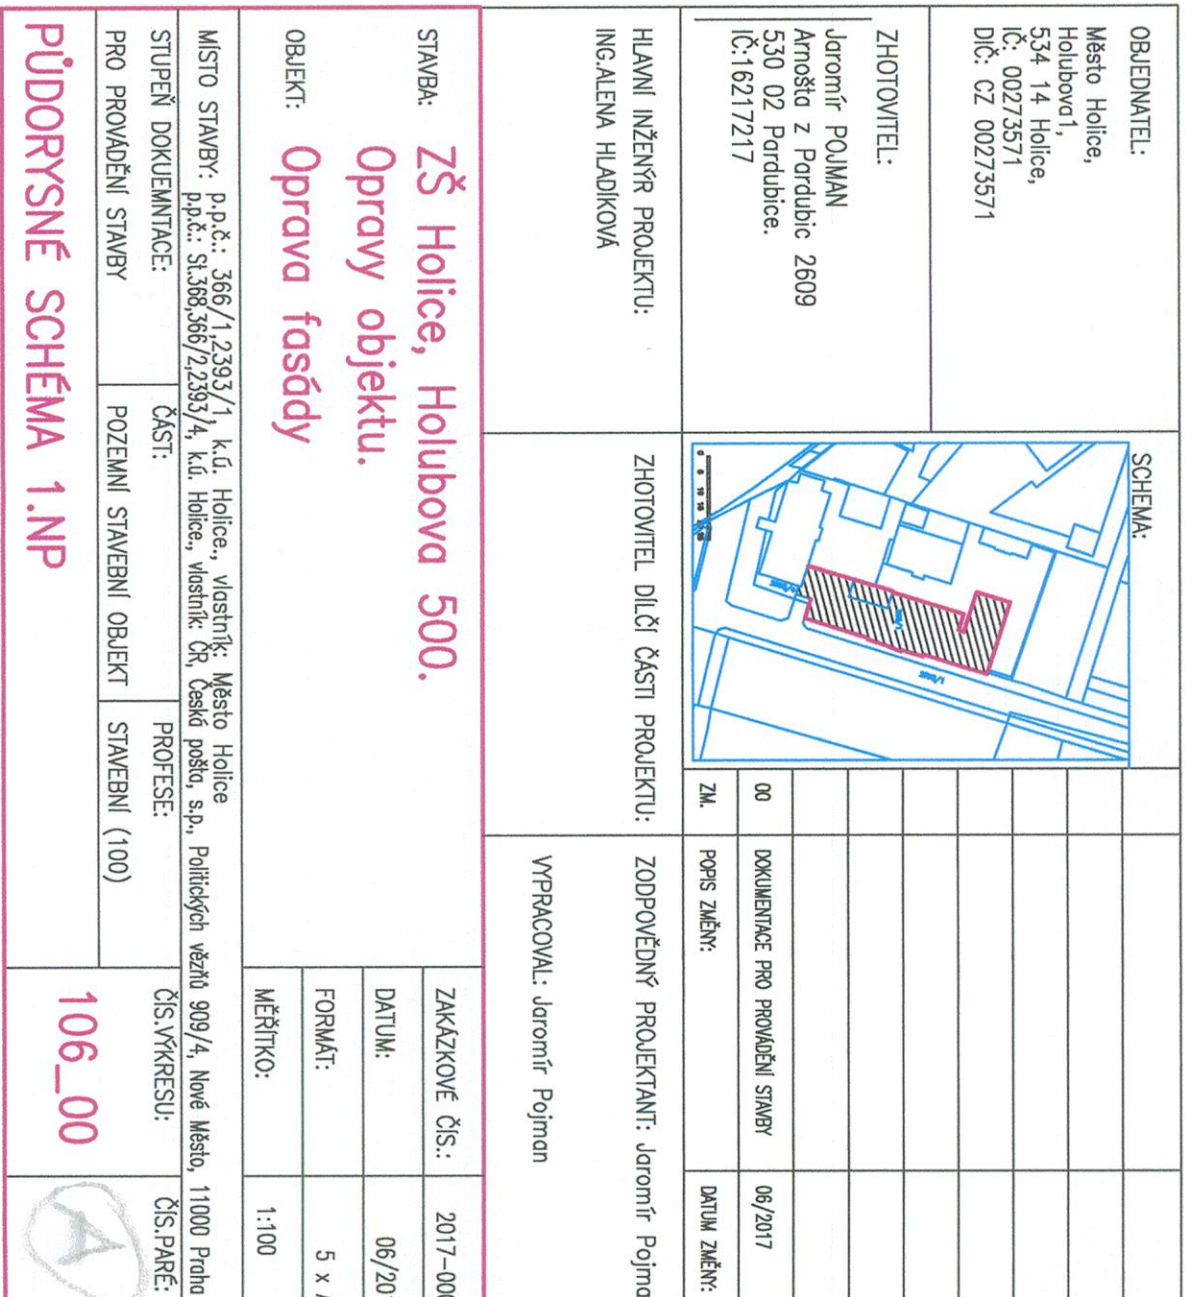 OBJEDNATEL:
Město Holice,
Holubova1,
534 14 Holice,
IČ: 00273571
DIČ: CZ 00273571
SCHEMA:
ZHOTOVITEL:
Jaromír POJMAN
Arnošta z Pardubic 2609
530 02 Pardubice.
IČ:16217217
00 DOKUMENTACE PRO PROVÁDĚNÍ STAVBY 06/2017
ZM. POPIS ZMĚNY: DATUM ZMĚNY:
HLAVNÍ INŽENÝR PROJEKTU:
ING.ALENA HLADÍKOVÁ
ZHOTOVITEL DÍLČÍ ČÁSTI PROJEKTU:
ZODPOVĚDNÝ PROJEKTANT: Jaromír Pojma
VYPRACOVAL: Jaromír Pojman
STAVBA: ZŠ Holice, Holubova 500.
Opravy objektu.
OBJEKT: Oprava fasády
ZAKÁZKOVÉ ČÍS.: 2017-00
DATUM: 06/20
FORMÁT: 5 x
MĚŘÍTKO: 1:100
MÍSTO STAVBY: p.p.č.: 366/1,2393/1, k.ú. Holice., vlastník: Město Holice
p.p.č.: St.368,366/2,2393/4, k.ú. Holice., vlastník: ČR, Česká pošta, s.p., Politických vězňů 909/4, Nové Město, 11000 Praha
STUPEŇ DOKUEMNTACE:
PRO PROVÁDĚNÍ STAVBY
ČÁST:
POZEMNÍ STAVEBNÍ OBJEKT
PROFESE:
STAVEBNÍ (100)
ČÍS.VÝKRESU:
106_00
ČÍS.PARÉ:
A
PŮDORYSNÉ SCHÉMA 1.NP